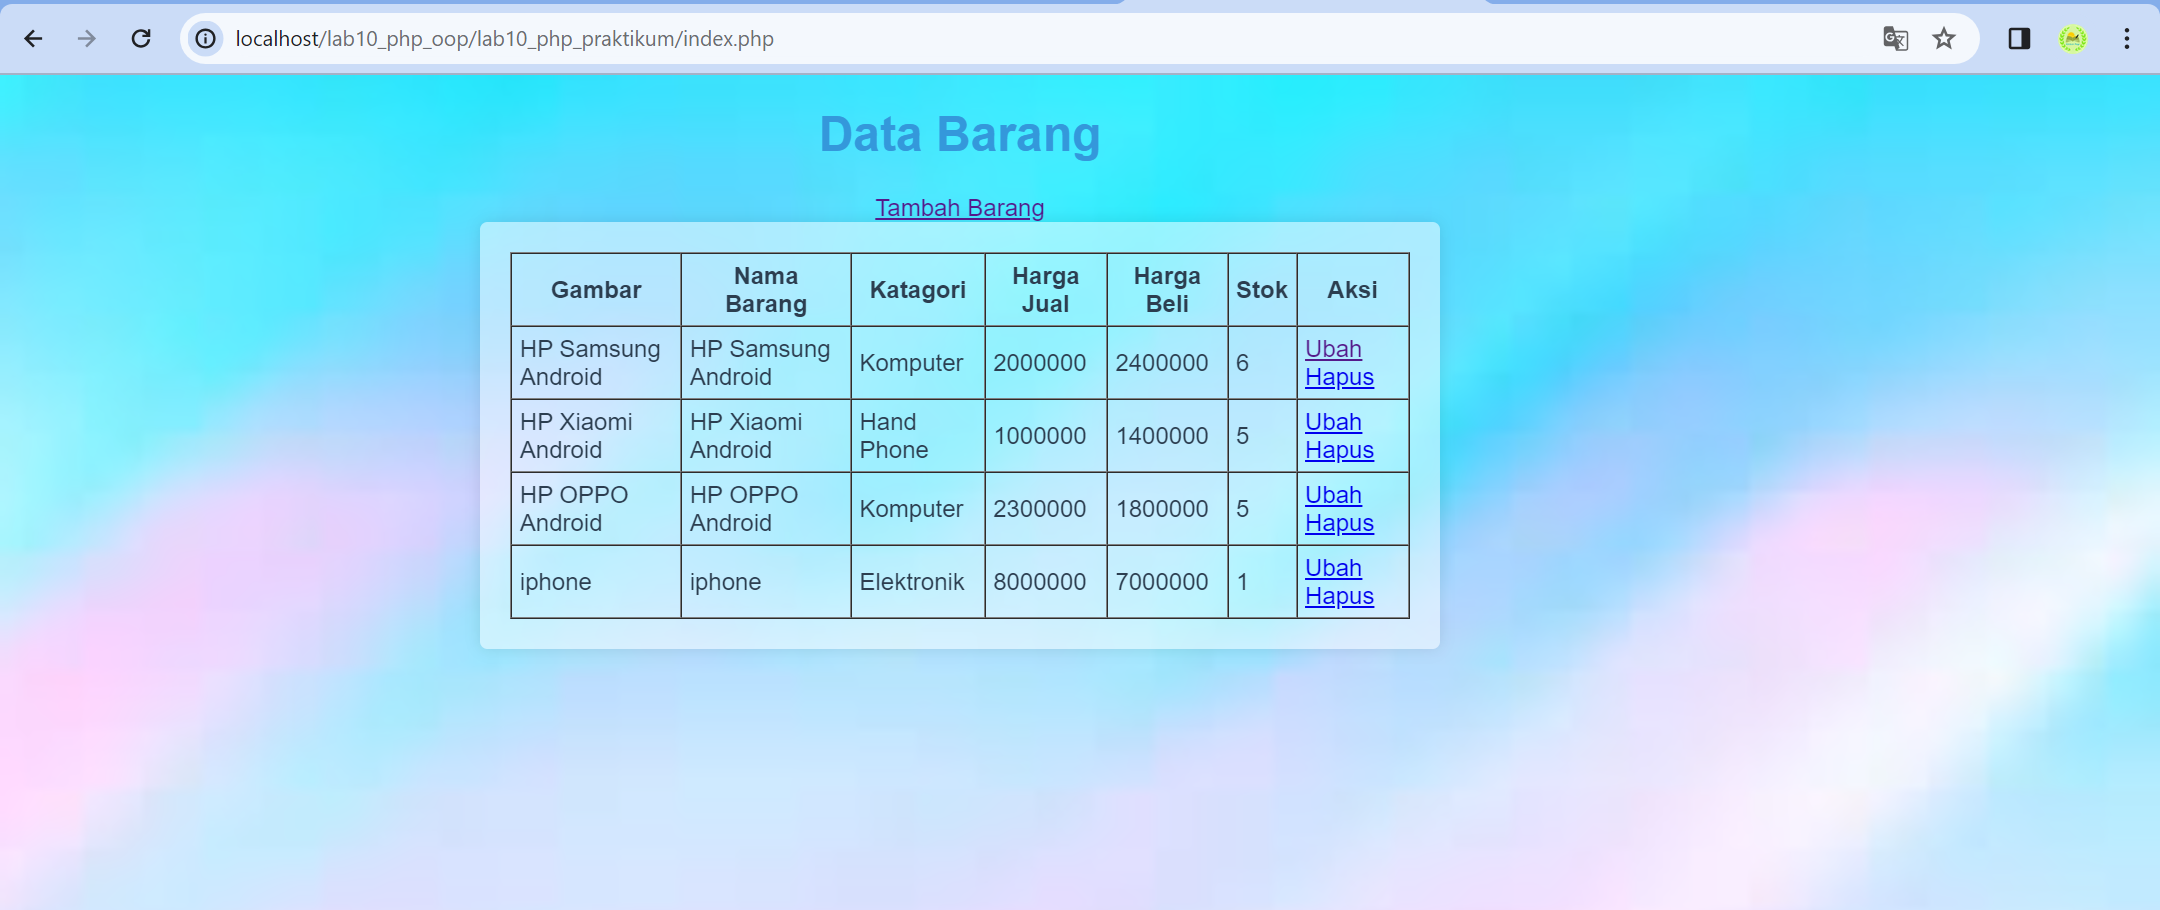 localhost/lab10_php_oop/lab10_php_praktikum/index.php
Data Barang
Tambah Barang
Gambar Nama Barang Katagori Harga Jual Harga Beli Stok Aksi
HP Samsung Android HP Samsung Android Komputer 2000000 2400000 6 Ubah Hapus
HP Xiaomi Android HP Xiaomi Android Hand Phone 1000000 1400000 5 Ubah Hapus
HP OPPO Android HP OPPO Android Komputer 2300000 1800000 5 Ubah Hapus
iphone iphone Elektronik 8000000 7000000 1 Ubah Hapus